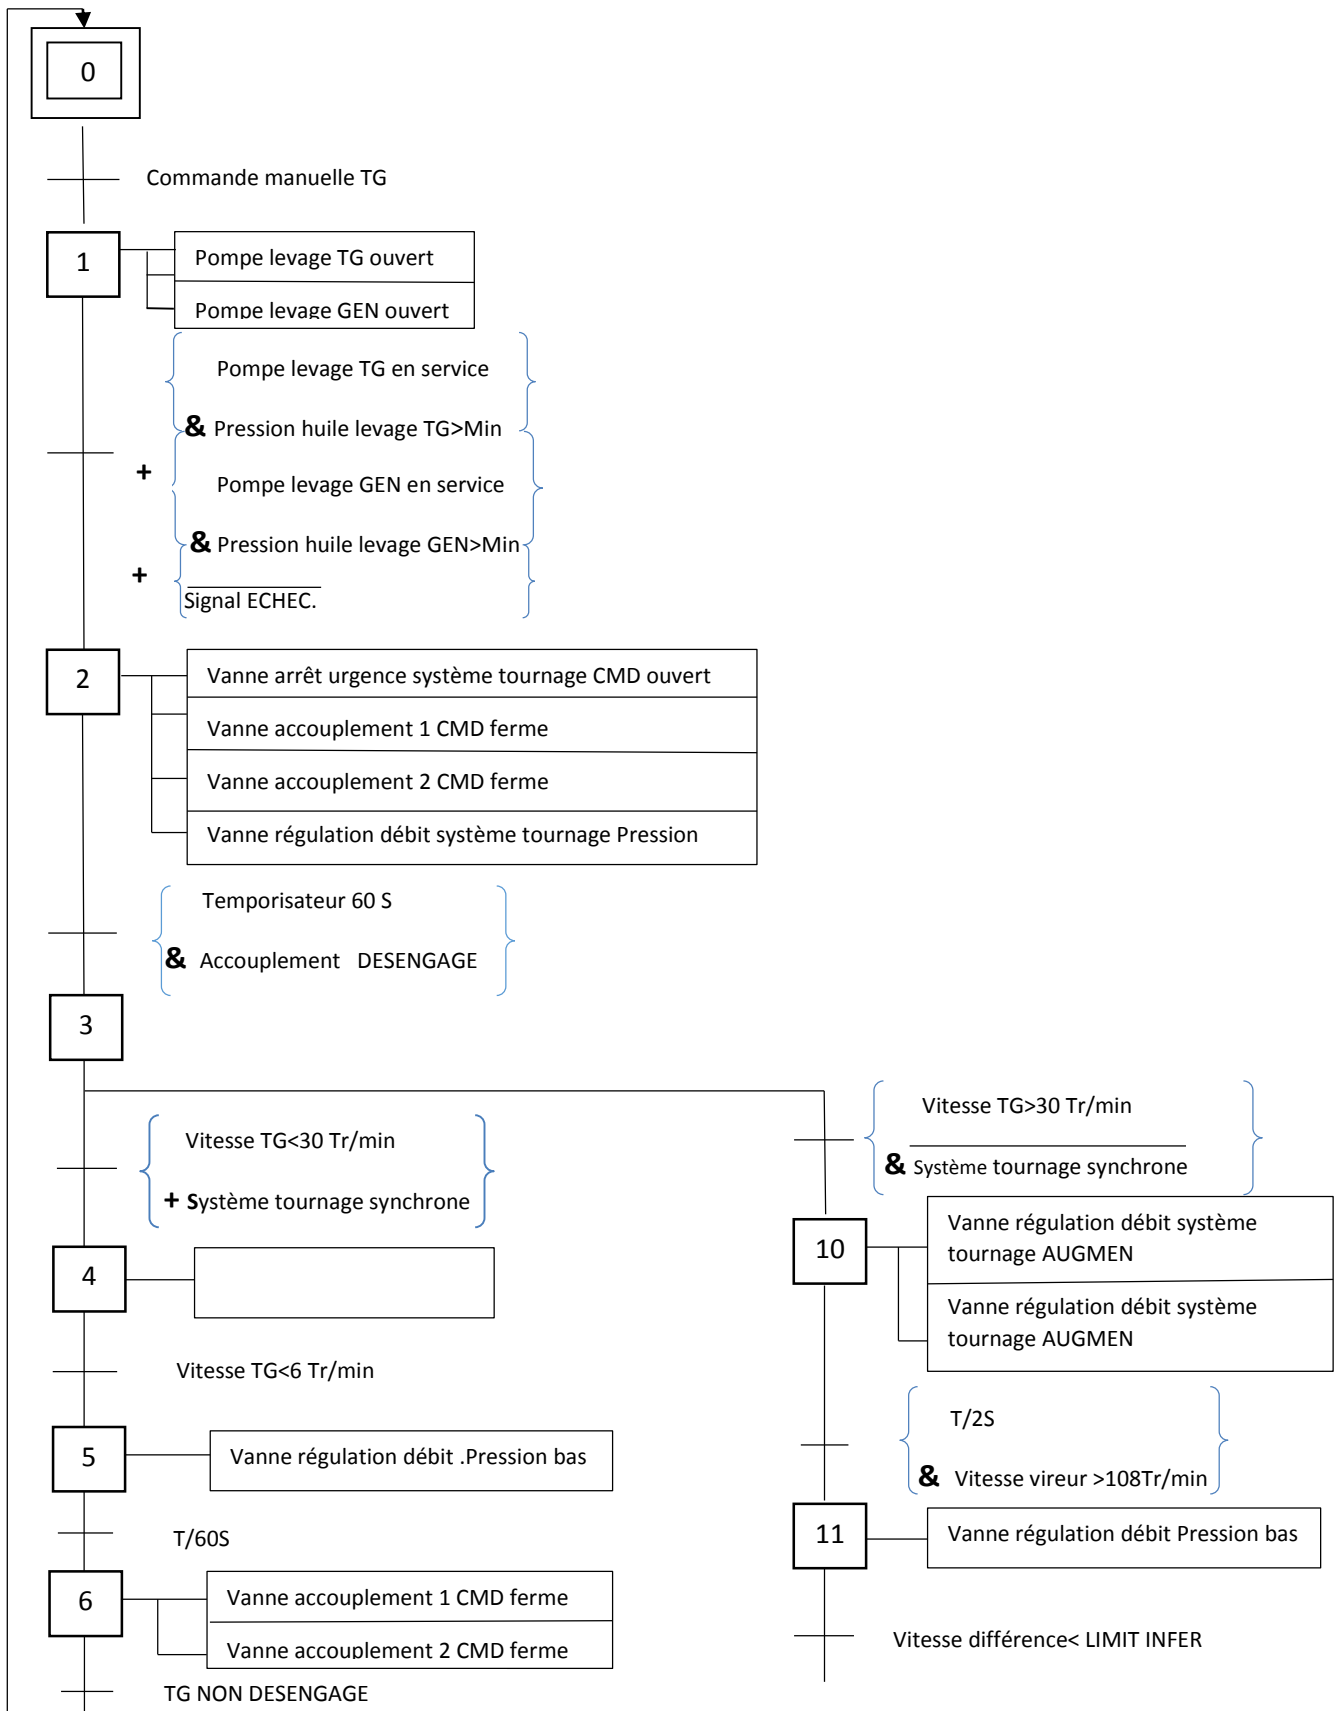 0
Commande manuelle TG
1
Pompe levage TG ouvert
Pompe levage GEN ouvert
Pompe levage TG en service
& Pression huile levage TG>Min
+
Pompe levage GEN en service
& Pression huile levage GEN>Min
+
Signal ECHEC.
2
Vanne arrêt urgence système tournage CMD ouvert
Vanne accouplement 1 CMD ferme
Vanne accouplement 2 CMD ferme
Vanne régulation débit système tournage Pression
Temporisateur 60 S
& Accouplement DESENGAGE
3
Vitesse TG<30 Tr/min
+ Système tournage synchrone
4
Vitesse TG<6 Tr/min
5
Vanne régulation débit .Pression bas
T/60S
6
Vanne accouplement 1 CMD ferme
Vanne accouplement 2 CMD ferme
TG NON DESENGAGE
Vitesse TG>30 Tr/min
& Système tournage synchrone
10
Vanne régulation débit système
tournage AUGMEN
Vanne régulation débit système
tournage AUGMEN
T/2S
& Vitesse vireur >108Tr/min
11
Vanne régulation débit Pression bas
Vitesse différence< LIMIT INFER